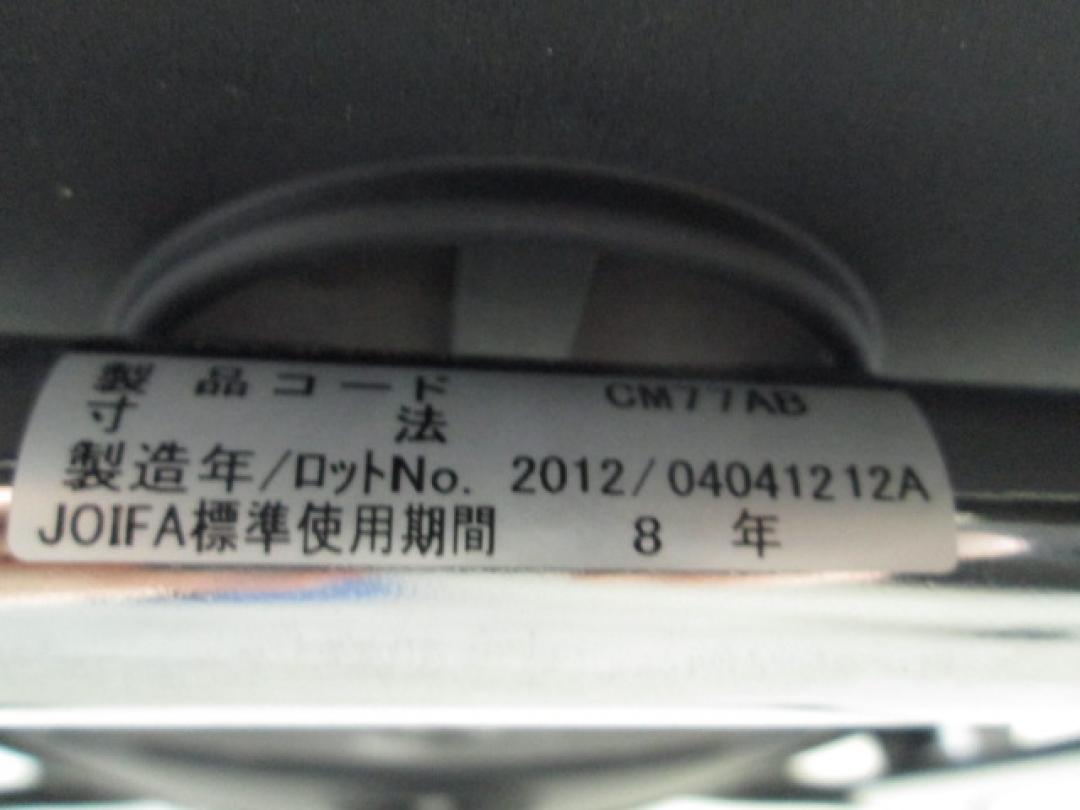 製品コード CM77AB
寸法
製造年/ロットNo. 2012/04041212A
JOIFA標準使用期間 8年